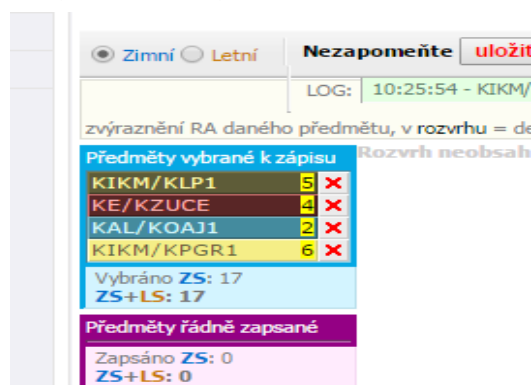 Zimní Letní Nezapomeňte uložit
LOG: 10:25:54 - KIKM/
zvýraznění RA daného předmětu, v rozvrhu = de
Předměty vybrané k zápisu
Rozvrh neobsah
KIKM/KLP1 5
KE/KZUCE 4
KAL/KOAJ1 2
KIKM/KPGR1 6
Vybráno ZS: 17
ZS+LS: 17
Předměty řádně zapsané
Zapsáno ZS: 0
ZS+LS: 0